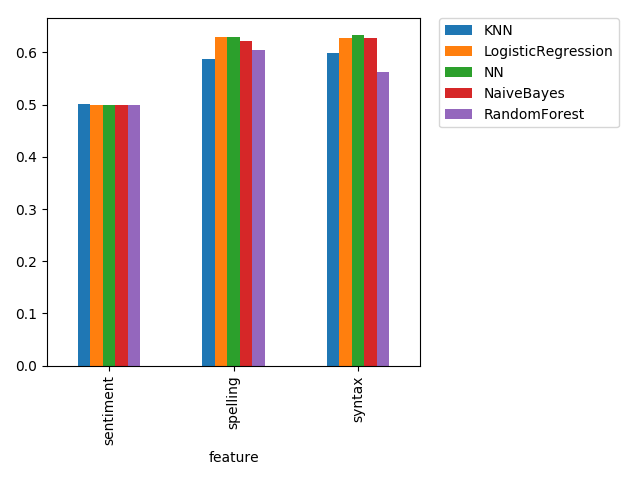 0.6
0.5
0.4
0.3
0.2
0.1
0.0
sentiment
spelling
syntax
feature
KNN
LogisticRegression
NN
NaiveBayes
RandomForest